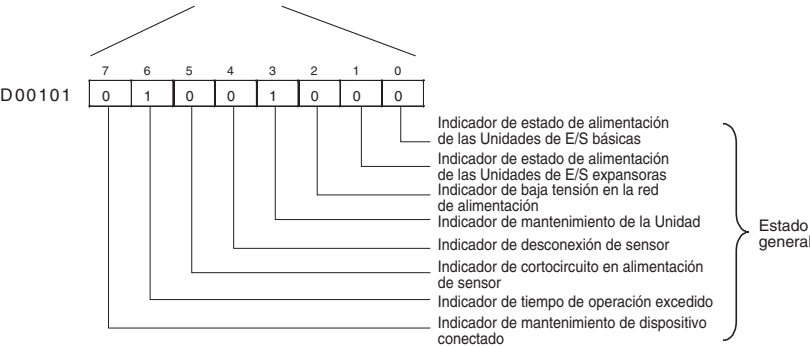 7 6 5 4 3 2 1 0
D00101 0 1 0 0 1 0 0 0
Indicador de estado de alimentación
de las Unidades de E/S básicas
Indicador de estado de alimentación
de las Unidades de E/S expansoras
Indicador de baja tensión en la red
de alimentación
Indicador de mantenimiento de la Unidad
Indicador de desconexión de sensor
Indicador de cortocircuito en alimentación
de sensor
Indicador de tiempo de operación excedido
Indicador de mantenimiento de dispositivo
conectado
Estado
general